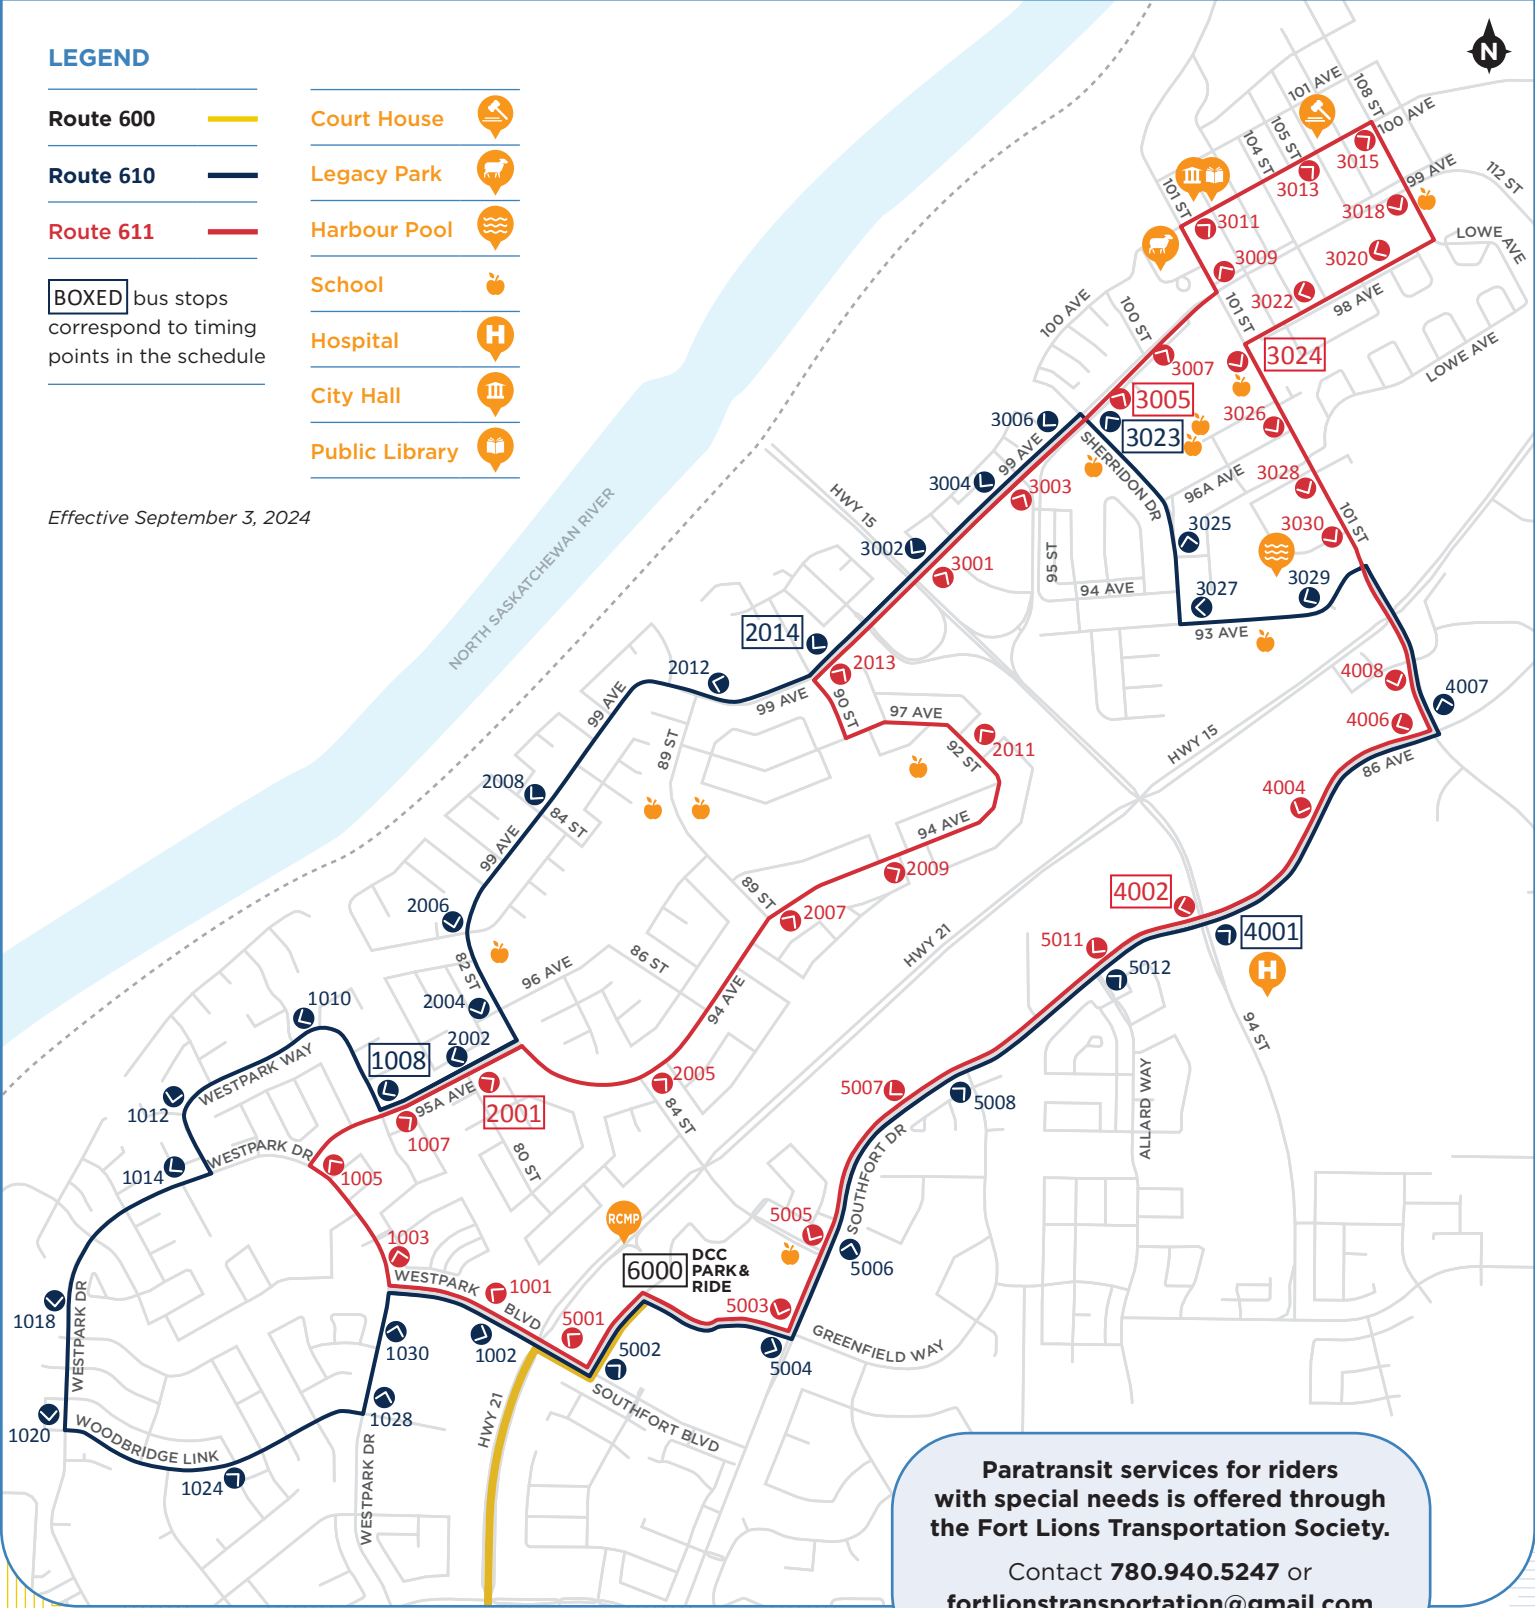 LEGEND
Route 600
Route 610
Route 611
BOXED bus stops
correspond to timing
points in the schedule
Court House
Legacy Park
Harbour Pool
School
Hospital
H
City Hall
Public Library
Effective September 3, 2024
N
NORTH SASKATCHEWAN RIVER
101 AVE
108 ST
100 AVE
105 ST
104 ST
3015
3013
99 AVE
112 ST
101 ST
3018
3011
LOWE AVE
3009
3020
3022
98 AVE
100 AVE
100 ST
101 ST
LOWE AVE
3024
3007
3005
3006
3023
3026
99 AVE
SHERRIDON DR
3004
3003
96A AVE
3028
HWY 15
3025
3030
101 ST
3002
3001
95 ST
94 AVE
3027
3029
93 AVE
2014
2013
2012
99 AVE
90 ST
97 AVE
4008
4007
4006
99 AVE
89 ST
92 ST
2011
HWY 15
86 AVE
2008
84 ST
4004
94 AVE
99 AVE
2009
89 ST
4002
2007
2006
HWY 21
5011
4001
H
82 ST
96 AVE
86 ST
5012
94 AVE
2004
1010
94 ST
2002
1008
WESTPARK WAY
2005
95A AVE
2001
5007
5008
1012
84 ST
ALLARD WAY
1007
WESTPARK DR
80 ST
SOUTHFORT DR
1014
1005
RCMP
5005
1003
5006
6000
DCC
PARK &
RIDE
WESTPARK BLVD
1001
5003
1018
WESTPARK DR
5001
1030
1002
5002
5004
GREENFIELD WAY
1028
SOUTHFORT BLVD
1020
WOODBRIDGE LINK
HWY 21
1024
WESTPARK DR
Paratransit services for riders
with special needs is offered through
the Fort Lions Transportation Society.
Contact 780.940.5247 or
fortlionstransportation@gmail.com